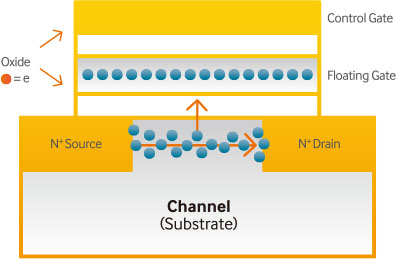 Control Gate
Oxide
= e
Floating Gate
N+ Source
N+ Drain
Channel
(Substrate)